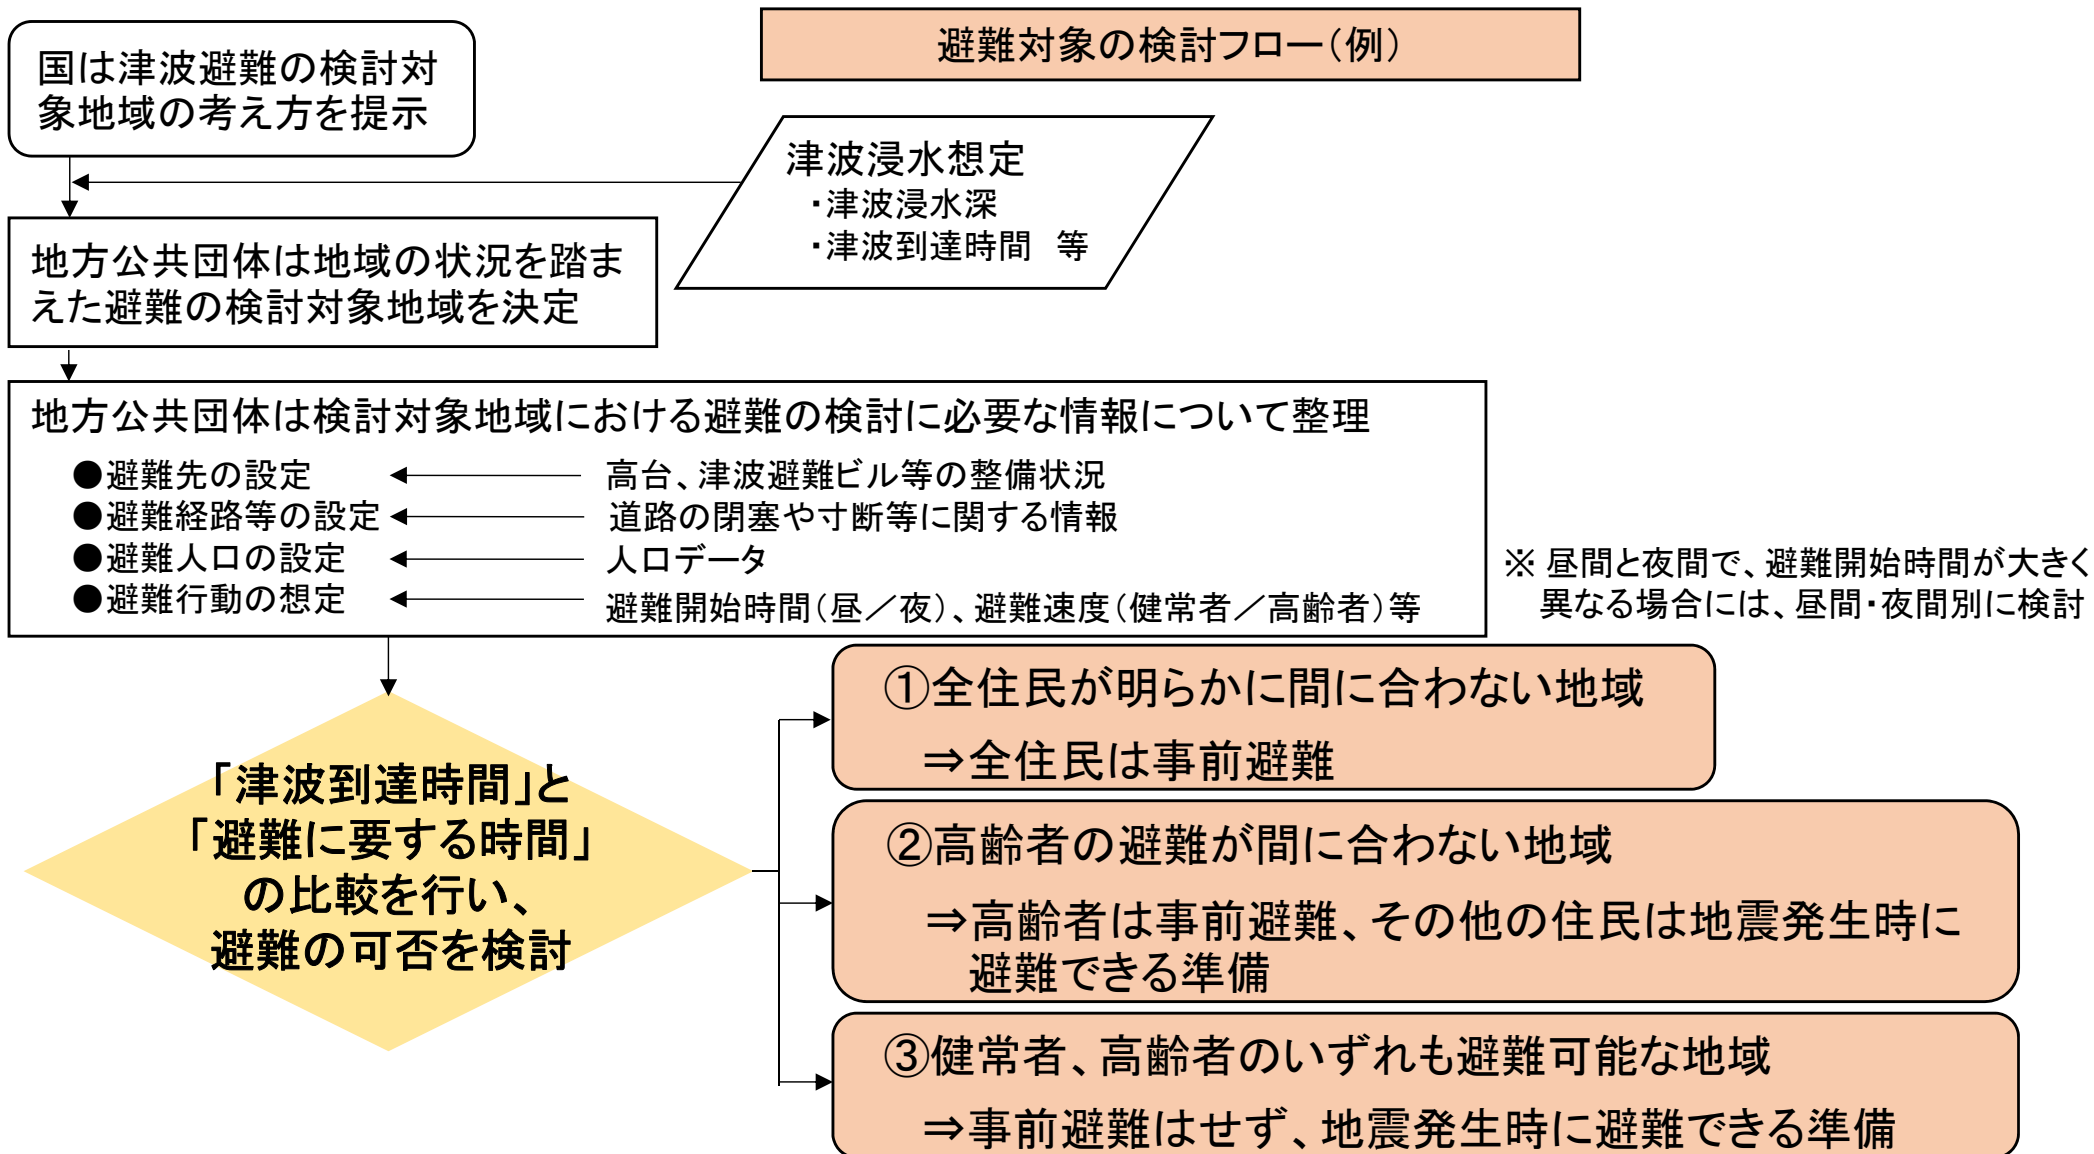 避難対象の検討フロー(例)
国は津波避難の検討対
象地域の考え方を提示
津波浸水想定
・津波浸水深
・津波到達時間 等
地方公共団体は地域の状況を踏ま
えた避難の検討対象地域を決定
地方公共団体は検討対象地域における避難の検討に必要な情報について整理
●避難先の設定 高台、津波避難ビル等の整備状況
●避難経路等の設定 道路の閉塞や寸断等に関する情報
●避難人口の設定 人口データ
●避難行動の想定 避難開始時間(昼/夜)、避難速度(健常者/高齢者)等
※ 昼間と夜間で、避難開始時間が大きく
異なる場合には、昼間・夜間別に検討
「津波到達時間」と
「避難に要する時間」
の比較を行い、
避難の可否を検討
①全住民が明らかに間に合わない地域
⇒全住民は事前避難
②高齢者の避難が間に合わない地域
⇒高齢者は事前避難、その他の住民は地震発生時に
避難できる準備
③健常者、高齢者のいずれも避難可能な地域
⇒事前避難はせず、地震発生時に避難できる準備